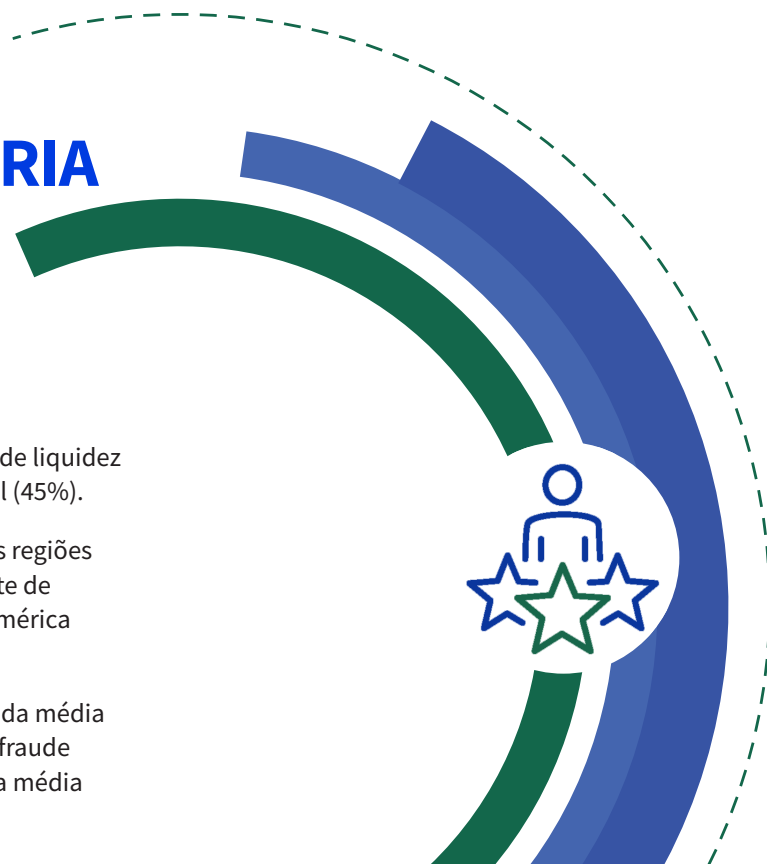 RIA
de liquidez
l (45%).
s regiões
te de
mérica
da média
fraude
a média